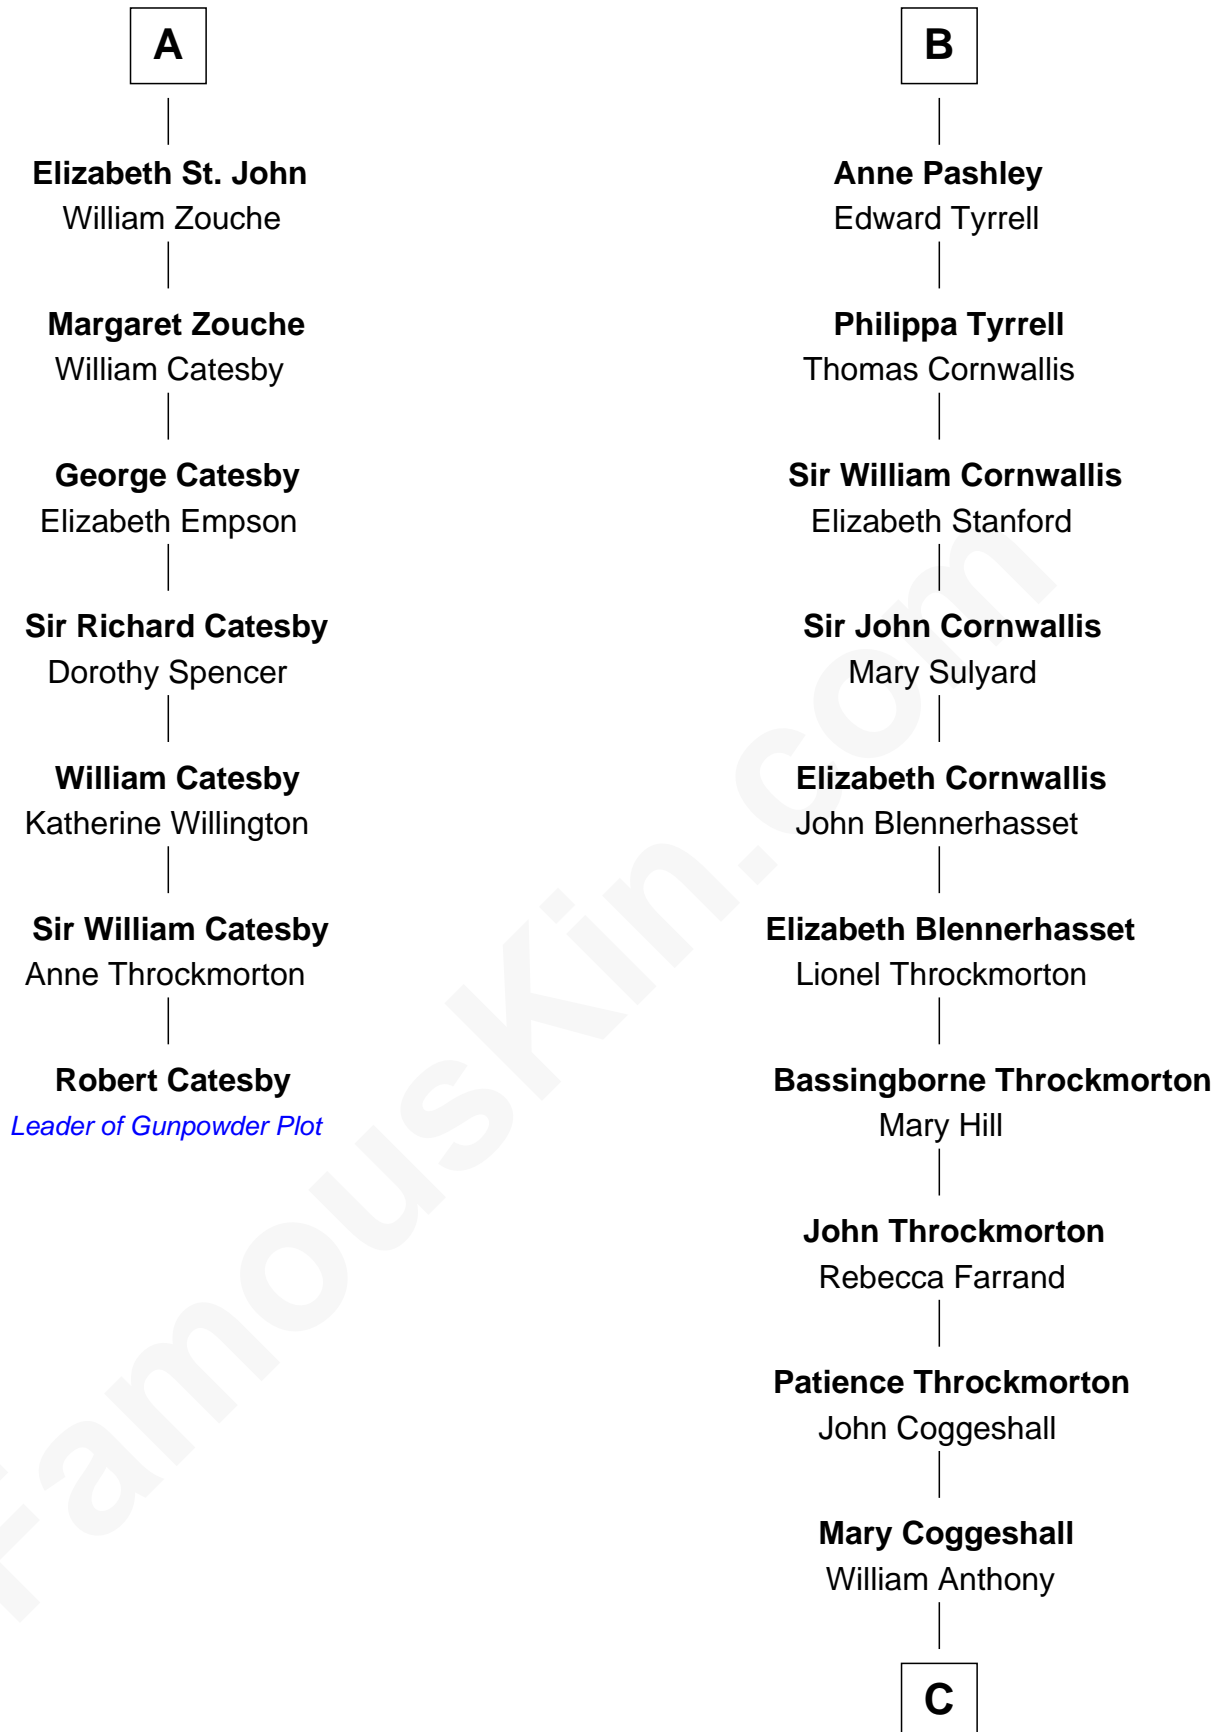 A
Elizabeth St. John
William Zouche
Margaret Zouche
William Catesby
George Catesby
Elizabeth Empson
Sir Richard Catesby
Dorothy Spencer
William Catesby
Katherine Willington
Sir William Catesby
Anne Throckmorton
Robert Catesby
Leader of Gunpowder Plot
B
Anne Pashley
Edward Tyrrell
Philippa Tyrrell
Thomas Cornwallis
Sir William Cornwallis
Elizabeth Stanford
Sir John Cornwallis
Mary Sulyard
Elizabeth Cornwallis
John Blennerhasset
Elizabeth Blennerhasset
Lionel Throckmorton
Bassingborne Throckmorton
Mary Hill
John Throckmorton
Rebecca Farrand
Patience Throckmorton
John Coggeshall
Mary Coggeshall
William Anthony
C
FamousKin.com